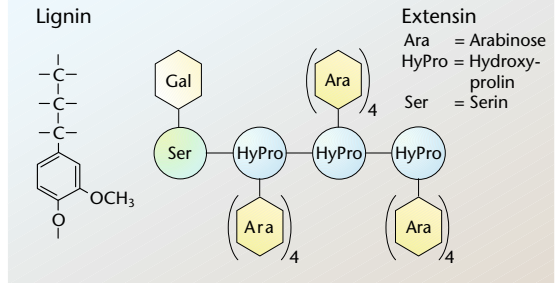 Lignin
Extensin
Ara = Arabinose
HyPro = Hydroxy-
prolin
Ser = Serin
–C–
–C–
–C–
OCH₃
O
Gal
Ara
4
Ser
HyPro
HyPro
HyPro
Ara
4
Ara
4